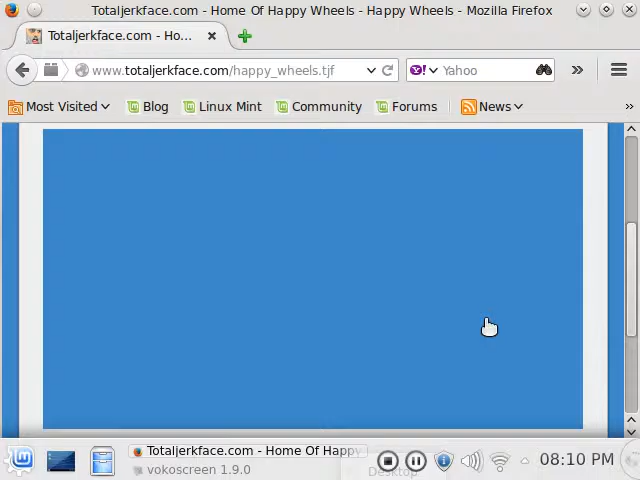 Totaljerkface.com - Home Of Happy Wheels - Happy Wheels - Mozilla Firefox
Totaljerkface.com - Ho...
www.totaljerkface.com/happy_wheels.tjf
Yahoo
Most Visited
Blog
Linux Mint
Community
Forums
News
Totaljerkface.com - Home Of Happy
vokoscreen 1.9.0
Desktop
08:10 PM